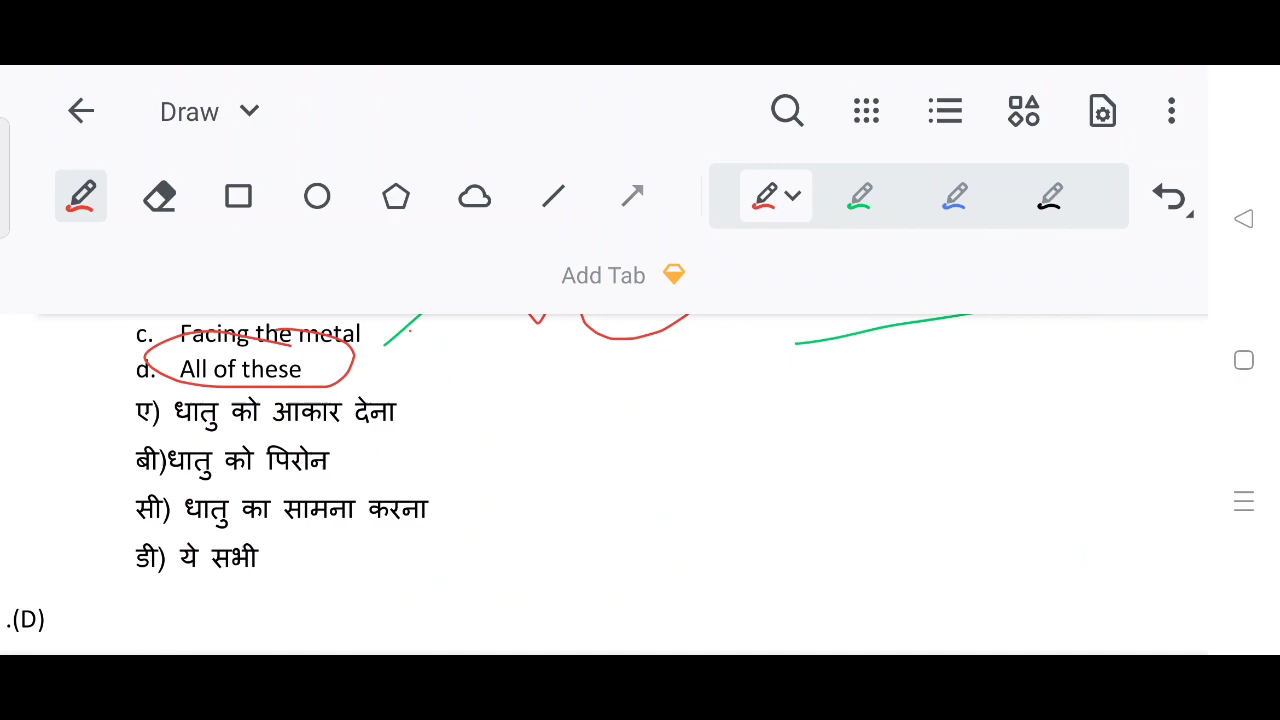 Draw
Add Tab
c. Facing the metal
d. All of these
ए) धातु को आकार देना
बी)धातु को पिरोन
सी) धातु का सामना करना
डी) ये सभी
.(D)